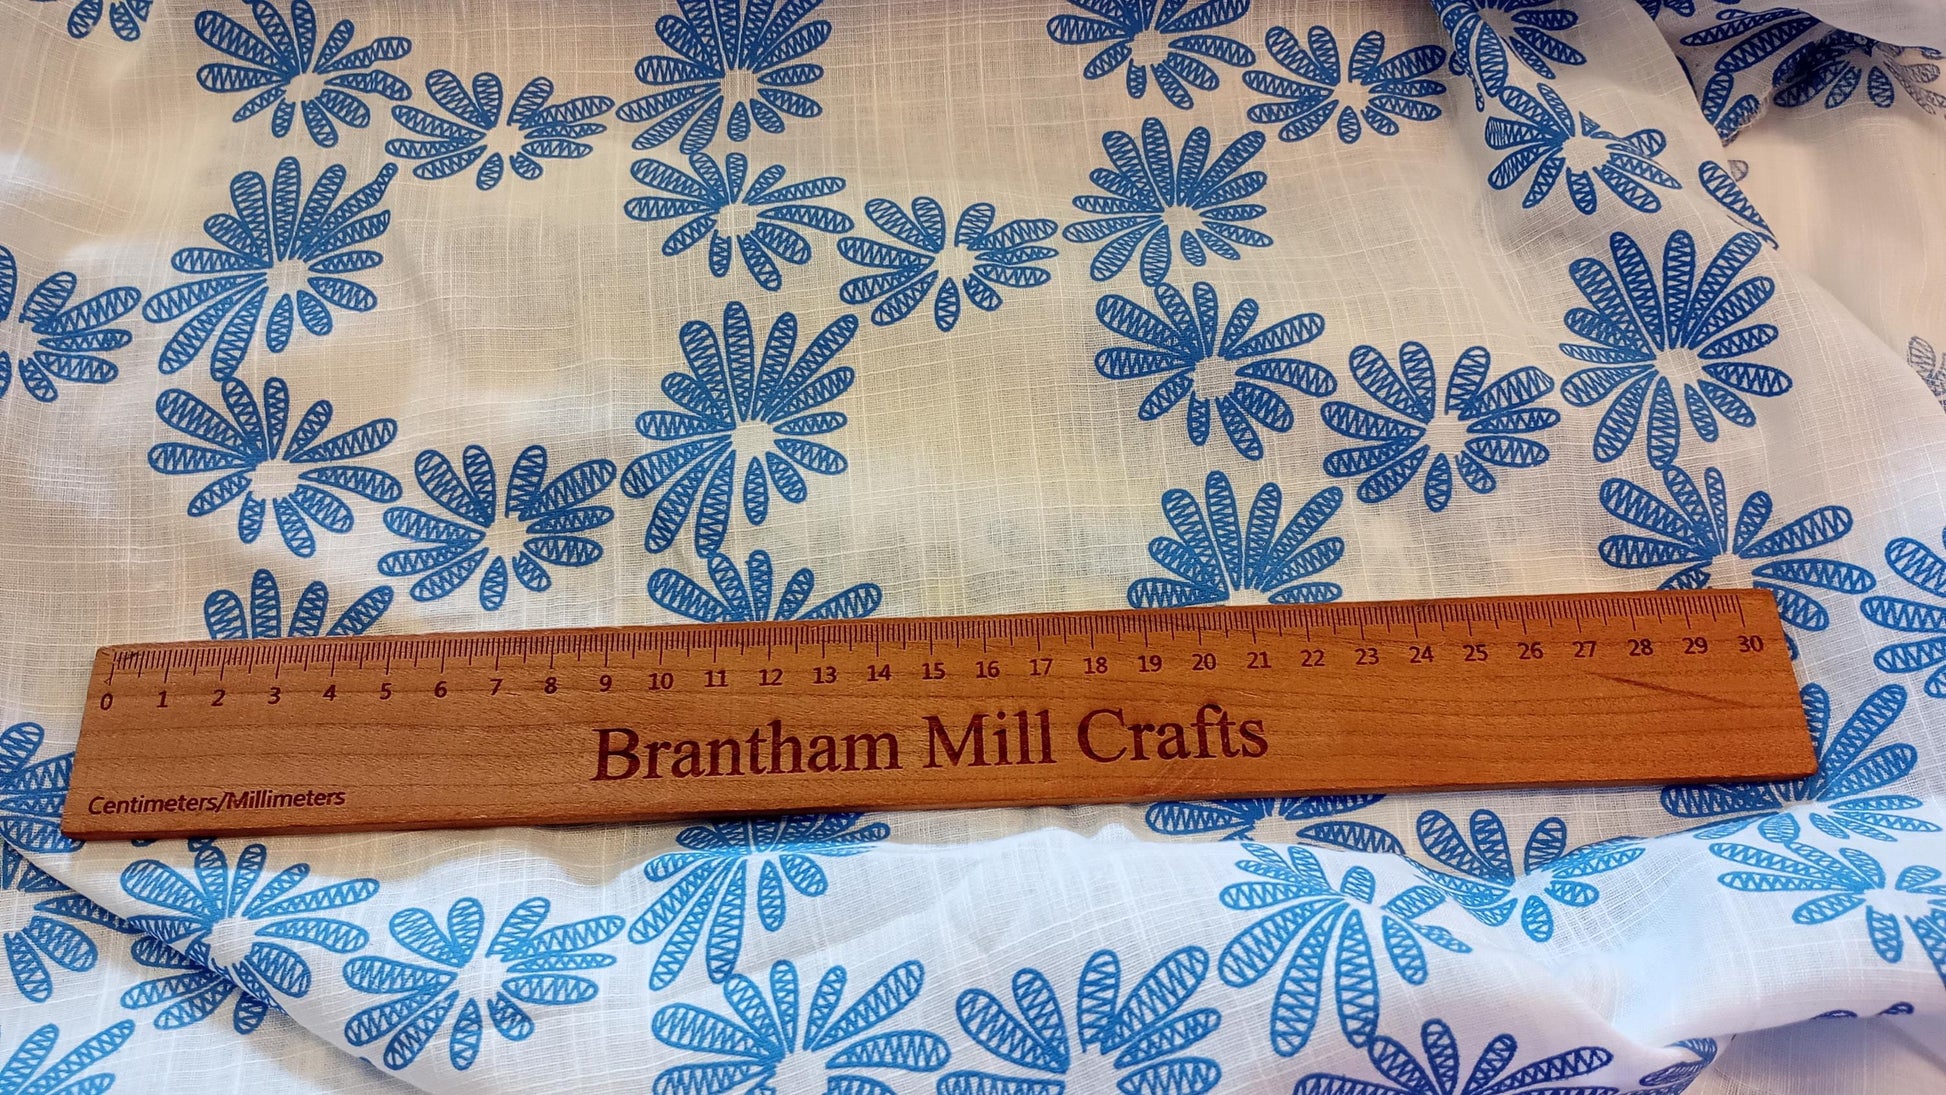 0 1 2 3 4 5 6 7 8 9 10 11 12 13 14 15 16 17 18 19 20 21 22 23 24 25 26 27 28 29 30
Brantham Mill Crafts
Centimeters/Millimeters